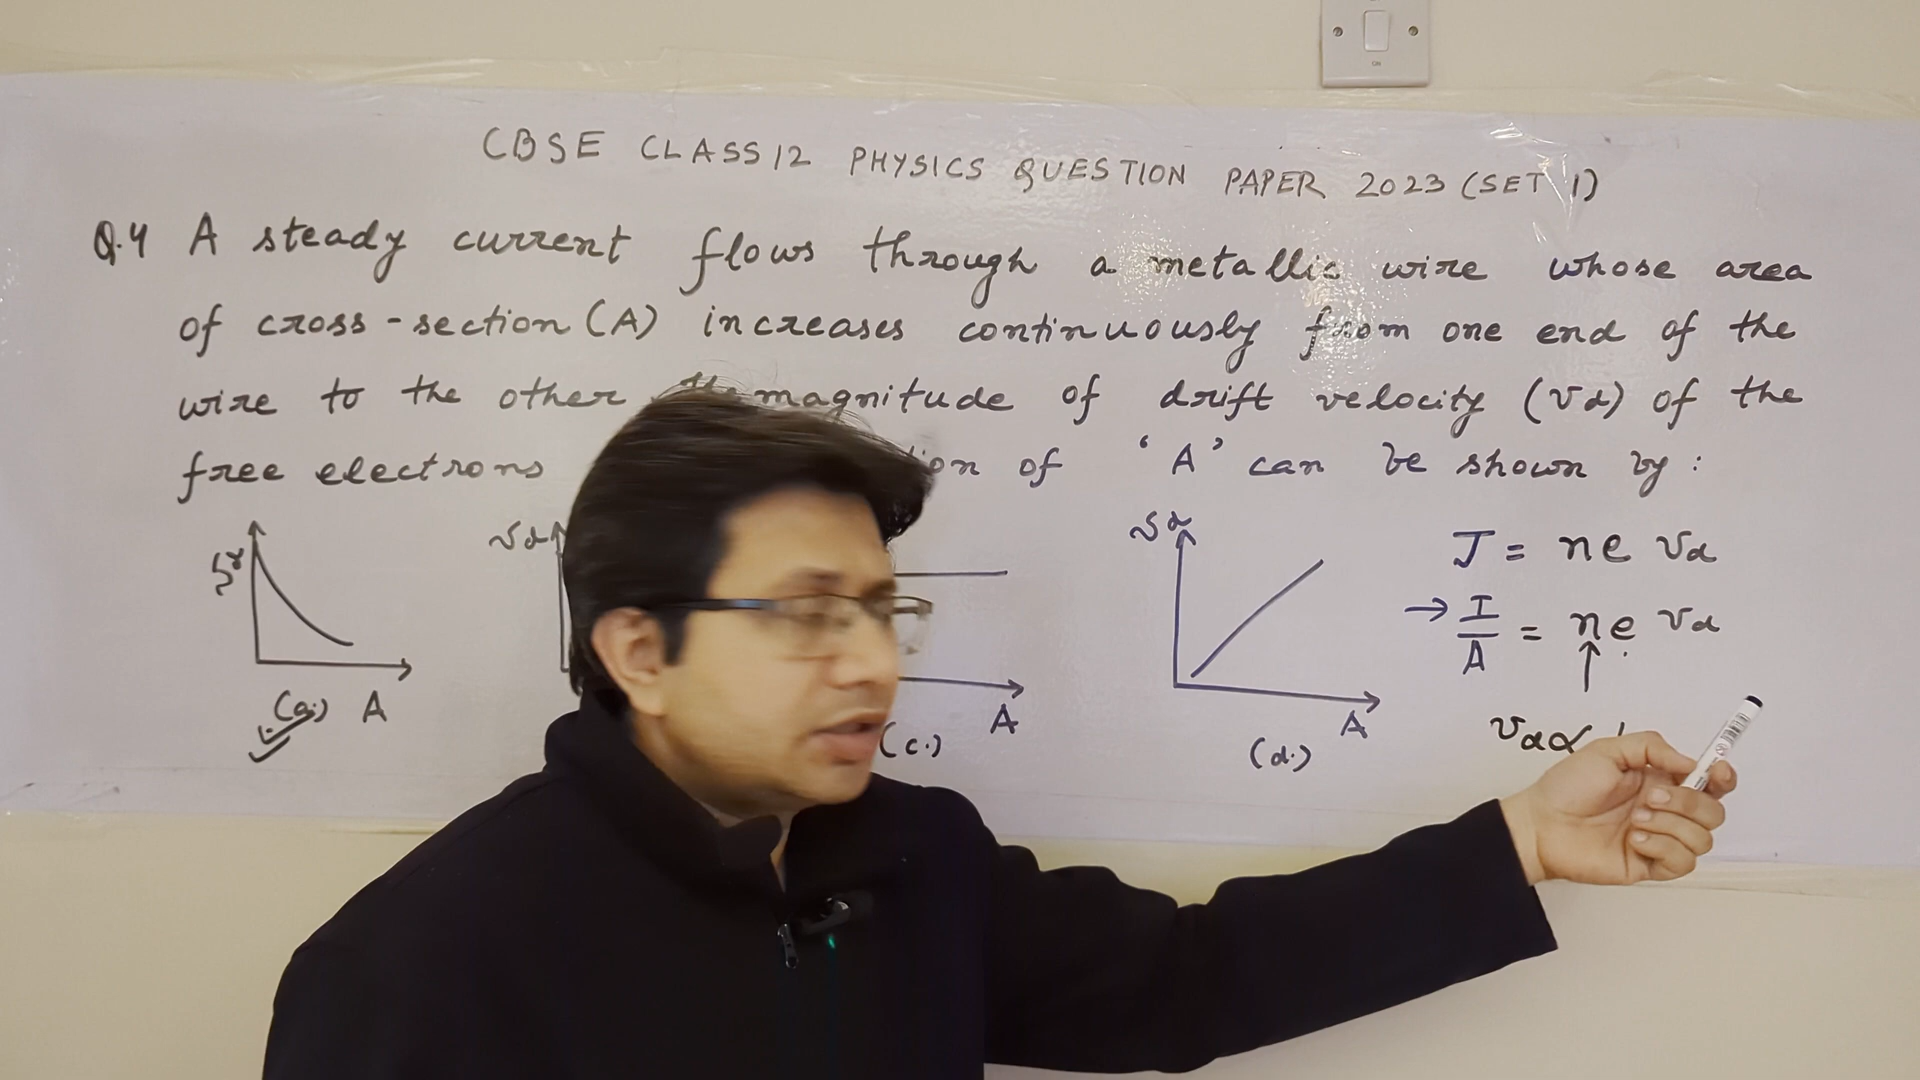 CBSE CLASS 12 PHYSICS QUESTION PAPER 2023 (SET 1)
Q.4 A steady current flows through a metallic wire whose area
of cross-section (A) increases continuously from one end of the
wire to the other magnitude of drift velocity (vd) of the
free electrons of 'A' can be shown by:
vd
A
(a.)
vd
A
(c.)
vd
A
(d.)
J = ne vd
→ I/A = ne vd
vd ∝
ON